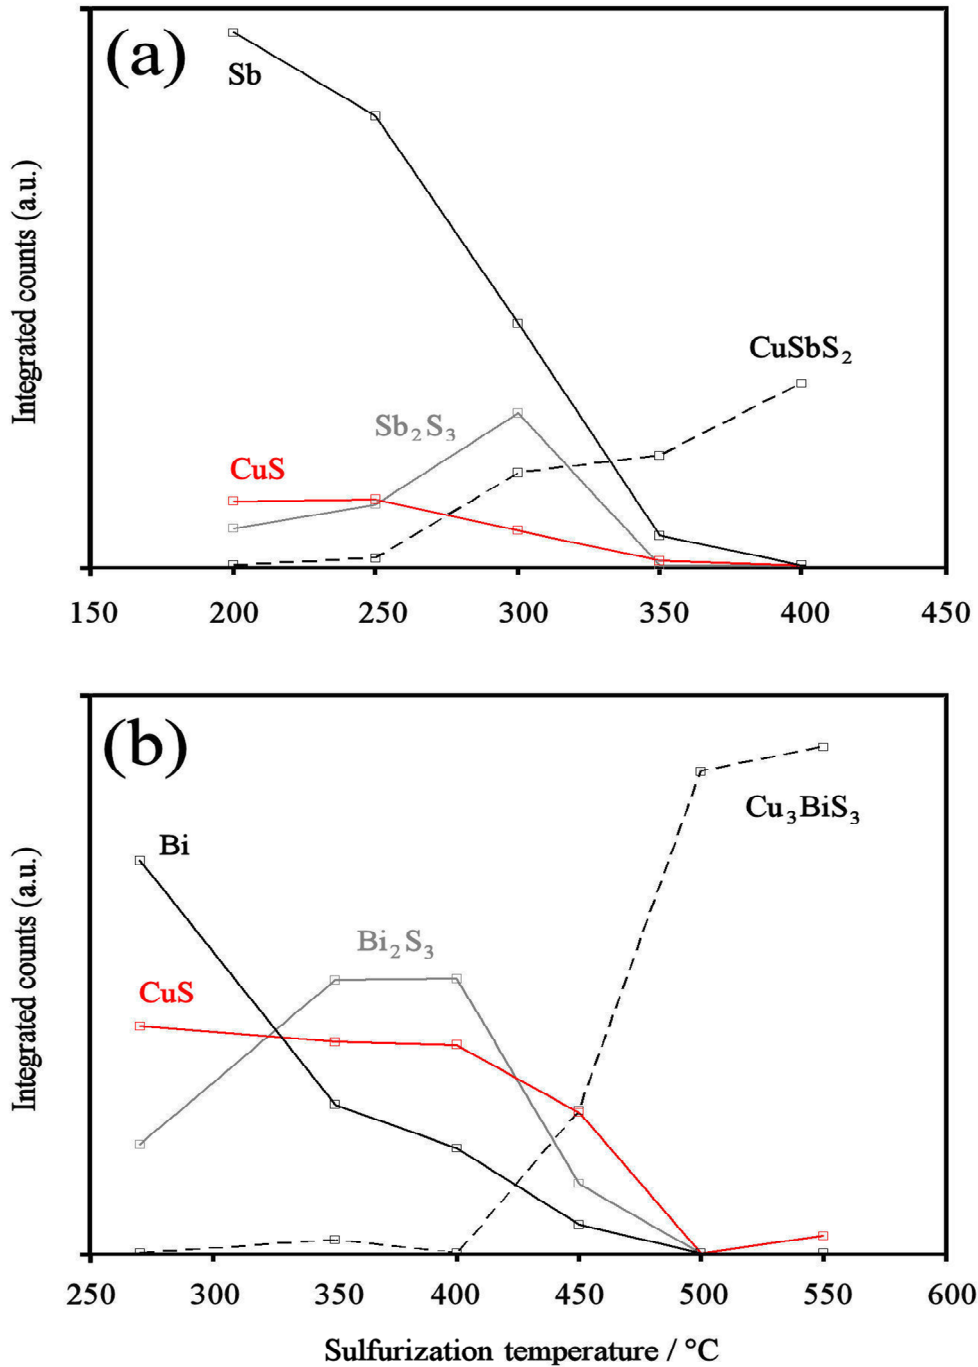 (a)
Sb
Integrated counts (a.u.)
CuSbS₂
Sb₂S₃
CuS
150 200 250 300 350 400 450
(b)
Cu₃BiS₃
Bi
Integrated counts (a.u.)
Bi₂S₃
CuS
250 300 350 400 450 500 550 600
Sulfurization temperature / °C